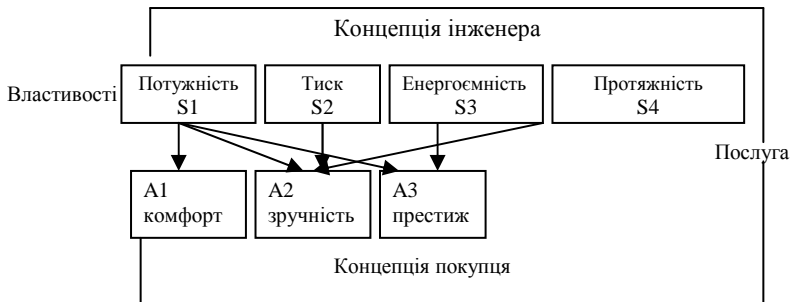 Концепція інженера
Властивості
Потужність
S1
Тиск
S2
Енергоємність
S3
Протяжність
S4
Послуга
A1
комфорт
A2
зручність
A3
престиж
Концепція покупця